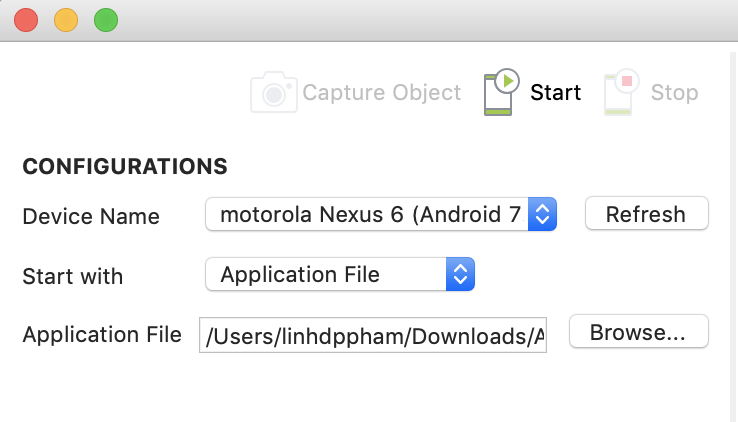 Capture Object Start Stop
CONFIGURATIONS
Device Name motorola Nexus 6 (Android 7 Refresh
Start with Application File
Application File /Users/linhdppham/Downloads/A Browse...